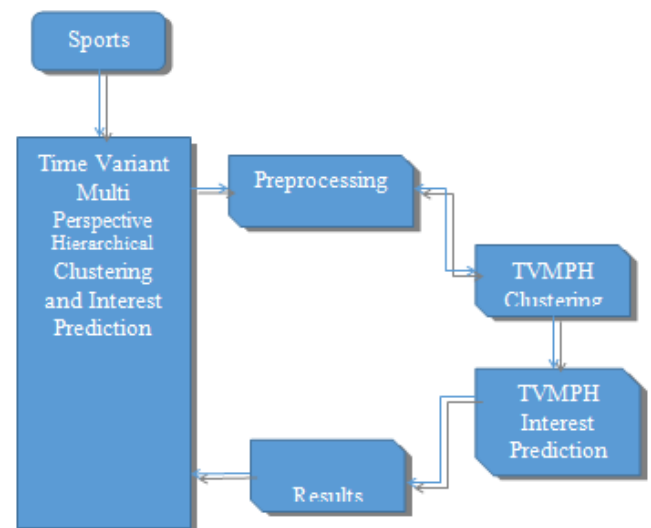 Sports
Time Variant
Multi
Perspective
Hierarchical
Clustering
and Interest
Prediction
Preprocessing
TVMPH
Clustering
TVMPH
Interest
Prediction
Results